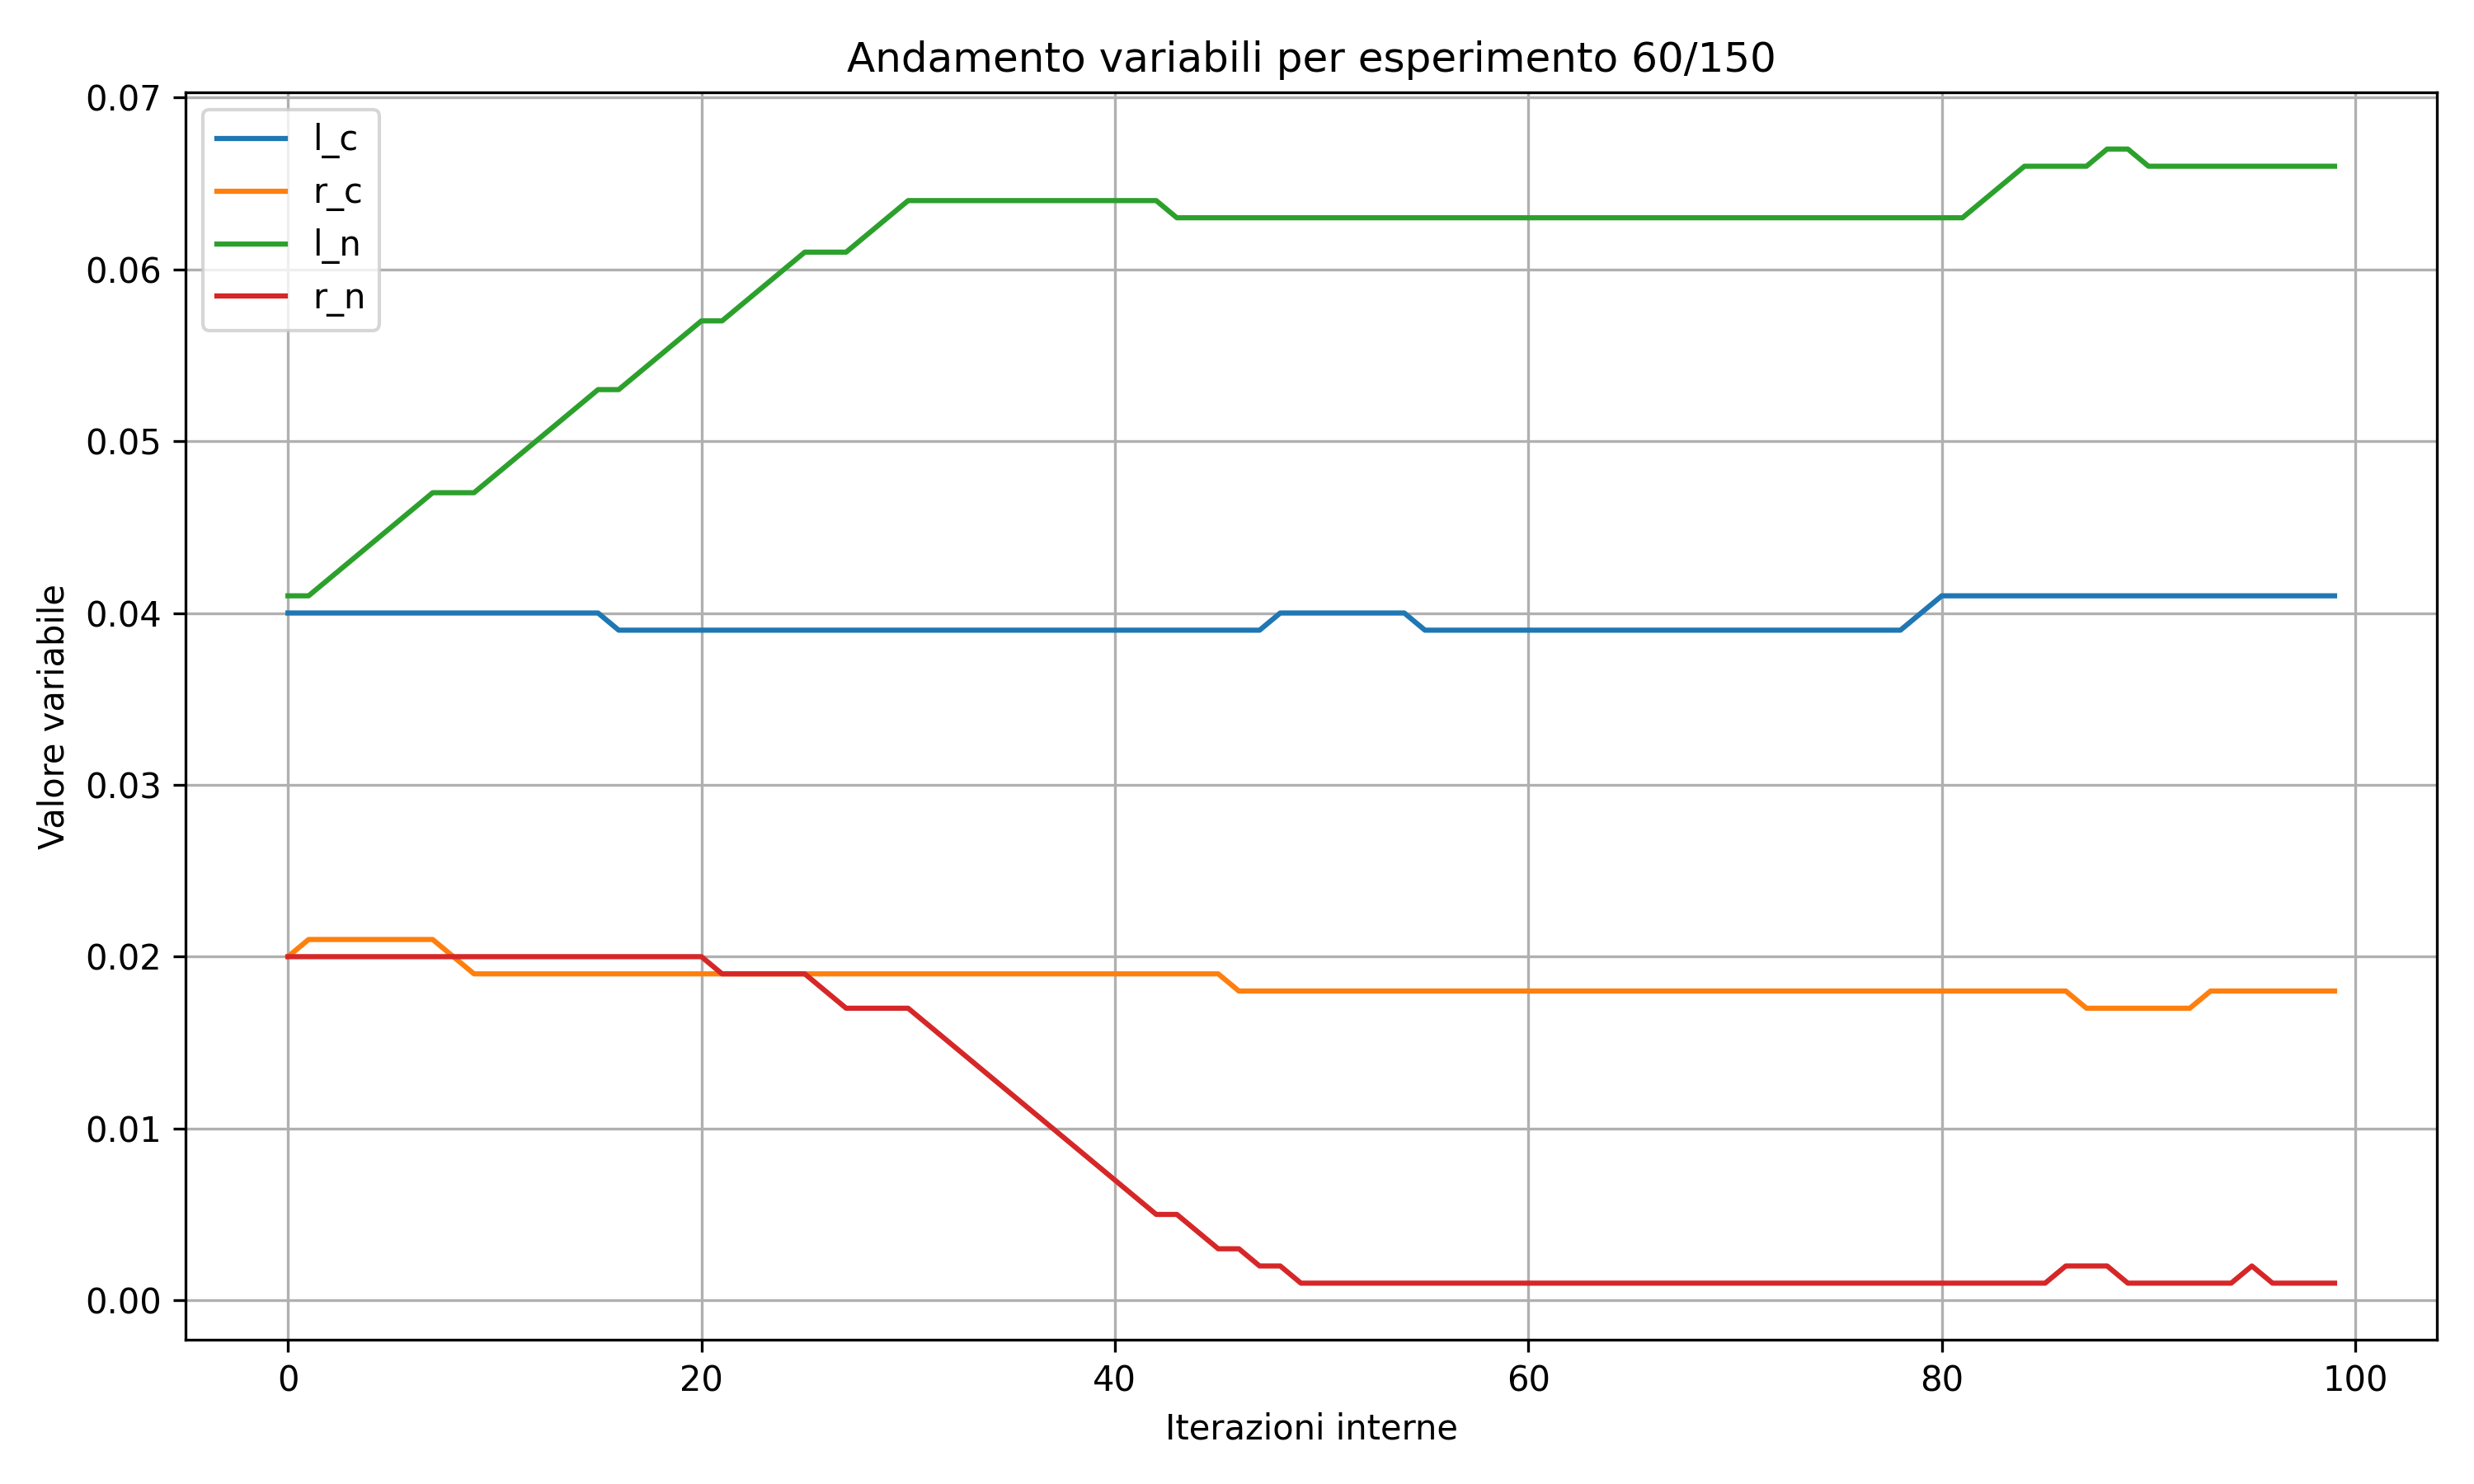 Andamento variabili per esperimento 60/150
l_c
r_c
l_n
r_n
Valore variabile
0.07
0.06
0.05
0.04
0.03
0.02
0.01
0.00
0 20 40 60 80 100
Iterazioni interne